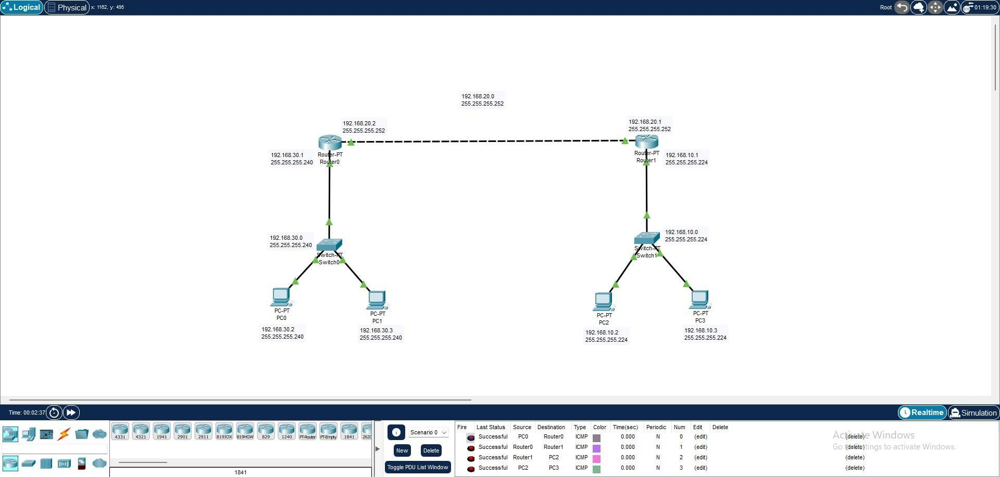 Logical
Physical
x: 1162, y: 495
Root
01:19:30
192.168.20.0
255.255.255.252
192.168.20.2
255.255.255.252
192.168.20.1
255.255.255.252
192.168.30.1
255.255.255.240
Router-PT
Router0
Router-PT
Router1
192.168.10.1
255.255.255.224
192.168.30.0
255.255.255.240
Switch-PT
Switch0
192.168.10.0
255.255.255.224
Switch-PT
Switch1
PC-PT
PC0
192.168.30.2
255.255.255.240
PC-PT
PC1
192.168.30.3
255.255.255.240
PC-PT
PC2
192.168.10.2
255.255.255.224
PC-PT
PC3
192.168.10.3
255.255.255.224
Time: 00:02:37
Realtime
Simulation
4331 4321 1941 2901 2911 819IOX 819HGW 829 1240 PT-Router PT-Empty 1841 262
1841
Scenario 0
New
Delete
Toggle PDU List Window
Fire Last Status Source Destination Type Color Time(sec) Periodic Num Edit Delete
Successful PC0 Router0 ICMP 0.000 N 0 (edit) (delete)
Successful Router0 Router1 ICMP 0.000 N 1 (edit) (delete)
Successful Router1 PC2 ICMP 0.000 N 2 (edit) (delete)
Successful PC2 PC3 ICMP 0.000 N 3 (edit) (delete)
Activate Windows
Go to Settings to activate Windows.